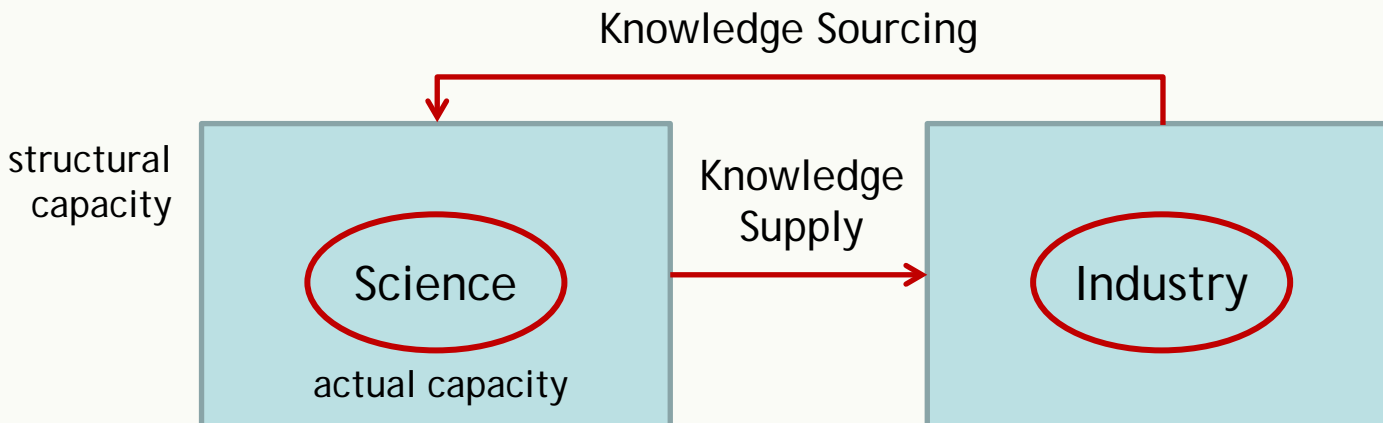 Knowledge Sourcing
structural
capacity
Knowledge
Supply
Science
Industry
actual capacity